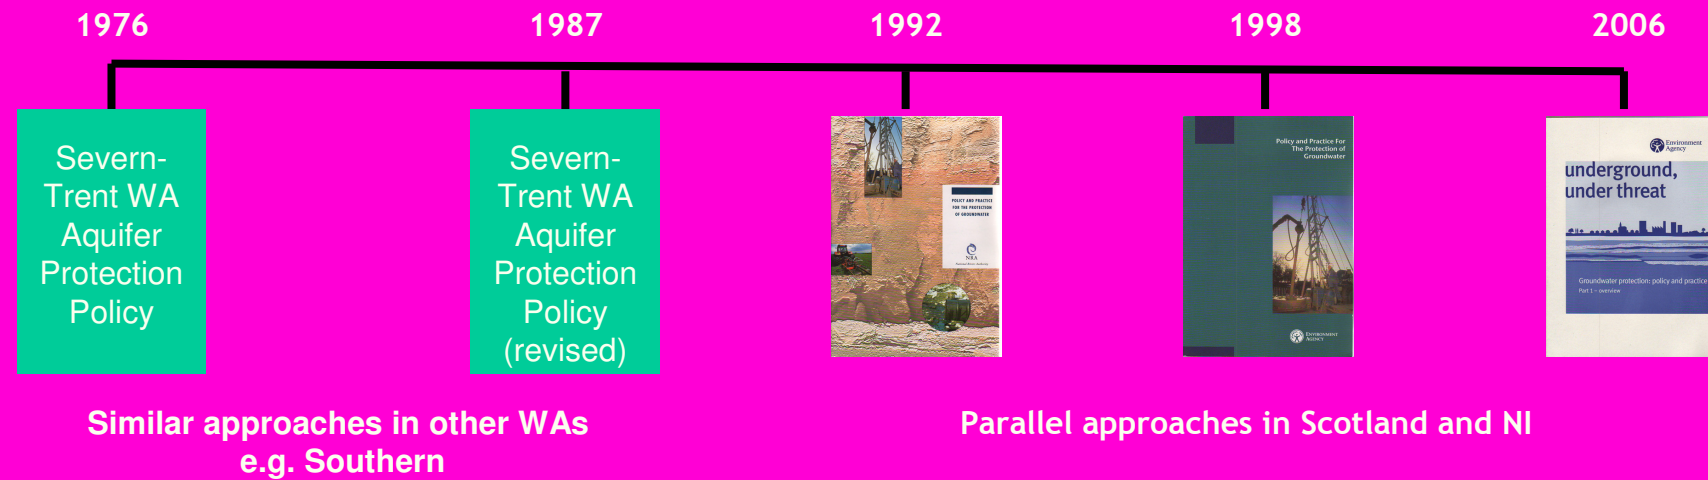 1976
1987
1992
1998
2006
Severn-
Trent WA
Aquifer
Protection
Policy
Severn-
Trent WA
Aquifer
Protection
Policy
(revised)
POLICY AND PRACTICE
FOR THE PROTECTION
OF GROUNDWATER
NRA
National Rivers Authority
Policy and Practice For
The Protection of
Groundwater
ENVIRONMENT
AGENCY
Environment
Agency
underground,
under threat
Groundwater protection: policy and practice
Part 1 – overview
Similar approaches in other WAs
e.g. Southern
Parallel approaches in Scotland and NI